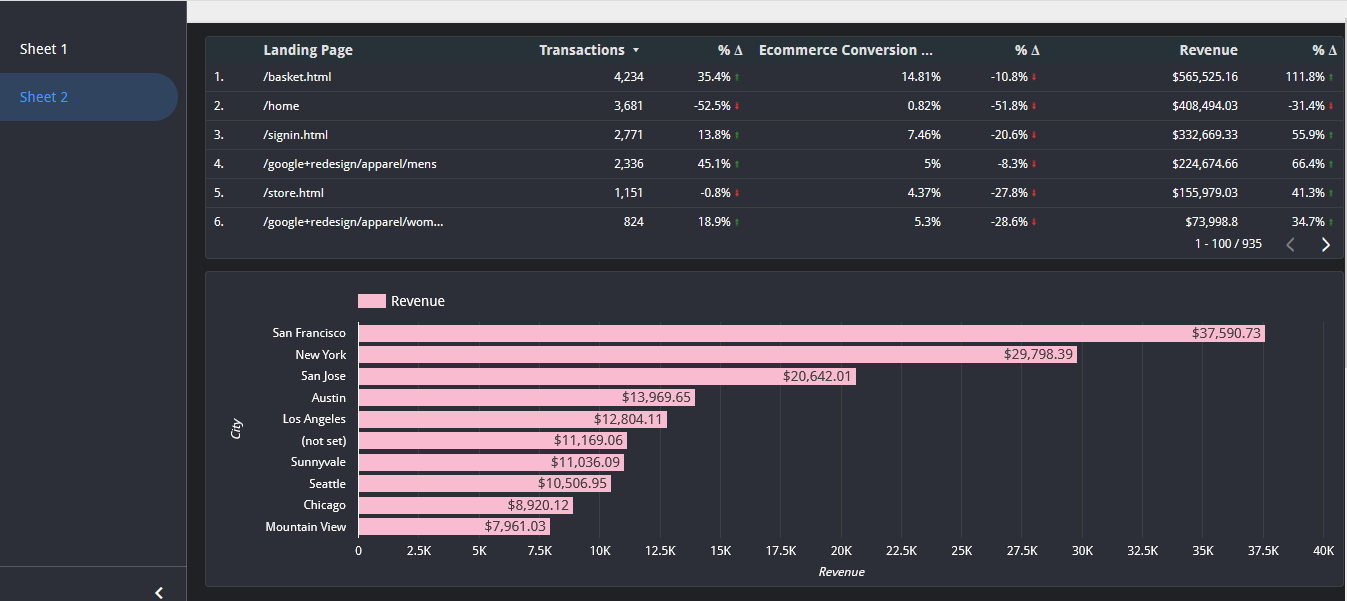 Sheet 1
Sheet 2
Landing Page Transactions % Δ Ecommerce Conversion ... % Δ Revenue % Δ
1. /basket.html 4,234 35.4% 14.81% -10.8% $565,525.16 111.8%
2. /home 3,681 -52.5% 0.82% -51.8% $408,494.03 -31.4%
3. /signin.html 2,771 13.8% 7.46% -20.6% $332,669.33 55.9%
4. /google+redesign/apparel/mens 2,336 45.1% 5% -8.3% $224,674.66 66.4%
5. /store.html 1,151 -0.8% 4.37% -27.8% $155,979.03 41.3%
6. /google+redesign/apparel/wom... 824 18.9% 5.3% -28.6% $73,998.8 34.7%
1 - 100 / 935
Revenue
San Francisco $37,590.73
New York $29,798.39
San Jose $20,642.01
Austin $13,969.65
Los Angeles $12,804.11
(not set) $11,169.06
Sunnyvale $11,036.09
Seattle $10,506.95
Chicago $8,920.12
Mountain View $7,961.03
City
0 2.5K 5K 7.5K 10K 12.5K 15K 17.5K 20K 22.5K 25K 27.5K 30K 32.5K 35K 37.5K 40K
Revenue